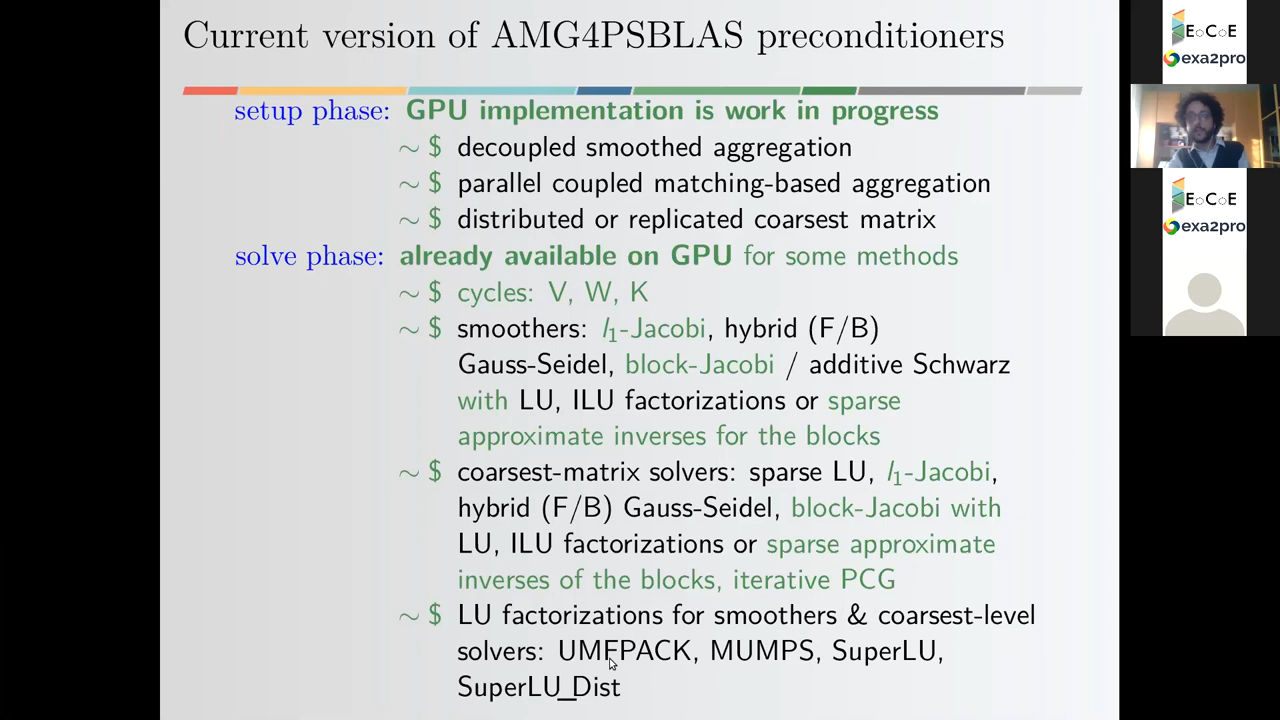 Current version of AMG4PSBLAS preconditioners
setup phase: GPU implementation is work in progress
~ $ decoupled smoothed aggregation
~ $ parallel coupled matching-based aggregation
~ $ distributed or replicated coarsest matrix
solve phase: already available on GPU for some methods
~ $ cycles: V, W, K
~ $ smoothers: l₁-Jacobi, hybrid (F/B)
Gauss-Seidel, block-Jacobi / additive Schwarz
with LU, ILU factorizations or sparse
approximate inverses for the blocks
~ $ coarsest-matrix solvers: sparse LU, l₁-Jacobi,
hybrid (F/B) Gauss-Seidel, block-Jacobi with
LU, ILU factorizations or sparse approximate
inverses of the blocks, iterative PCG
~ $ LU factorizations for smoothers & coarsest-level
solvers: UMFPACK, MUMPS, SuperLU,
SuperLU_Dist
EoCoE
exa2pro
EoCoE
exa2pro